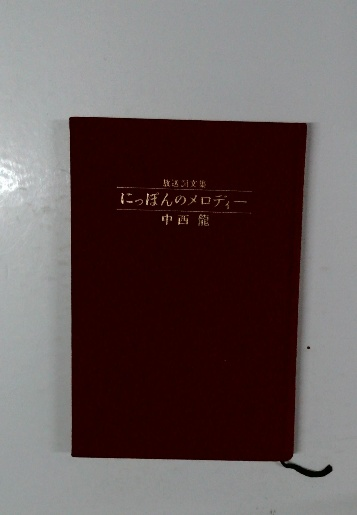 放送詞文集
にっぽんのメロディー
中西龍